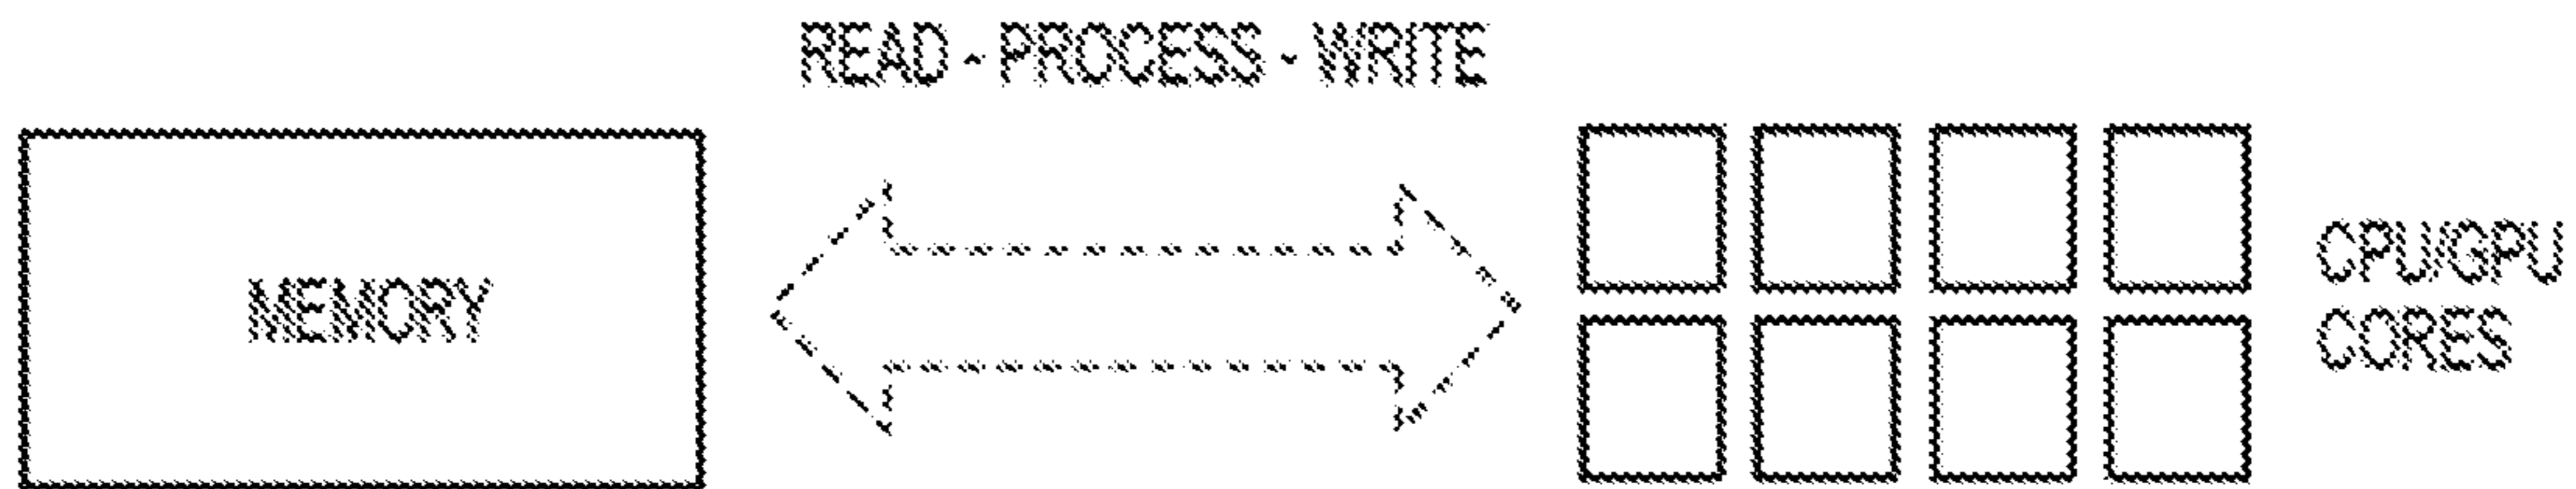 READ - PROCESS - WRITE
MEMORY
CPU/GPU
CORES